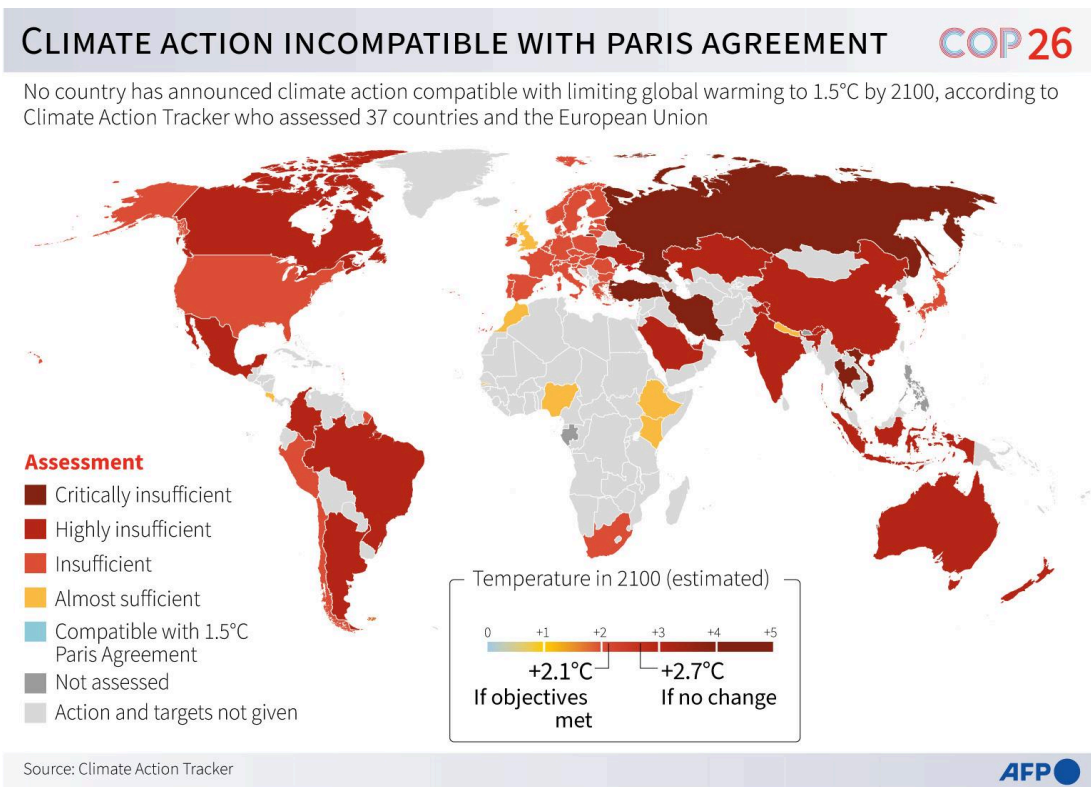 CLIMATE ACTION INCOMPATIBLE WITH PARIS AGREEMENT
COP 26
No country has announced climate action compatible with limiting global warming to 1.5°C by 2100, according to
Climate Action Tracker who assessed 37 countries and the European Union
Assessment
Critically insufficient
Highly insufficient
Insufficient
Almost sufficient
Compatible with 1.5°C
Paris Agreement
Not assessed
Action and targets not given
Temperature in 2100 (estimated)
0 +1 +2 +3 +4 +5
+2.1°C
If objectives
met
+2.7°C
If no change
Source: Climate Action Tracker
AFP